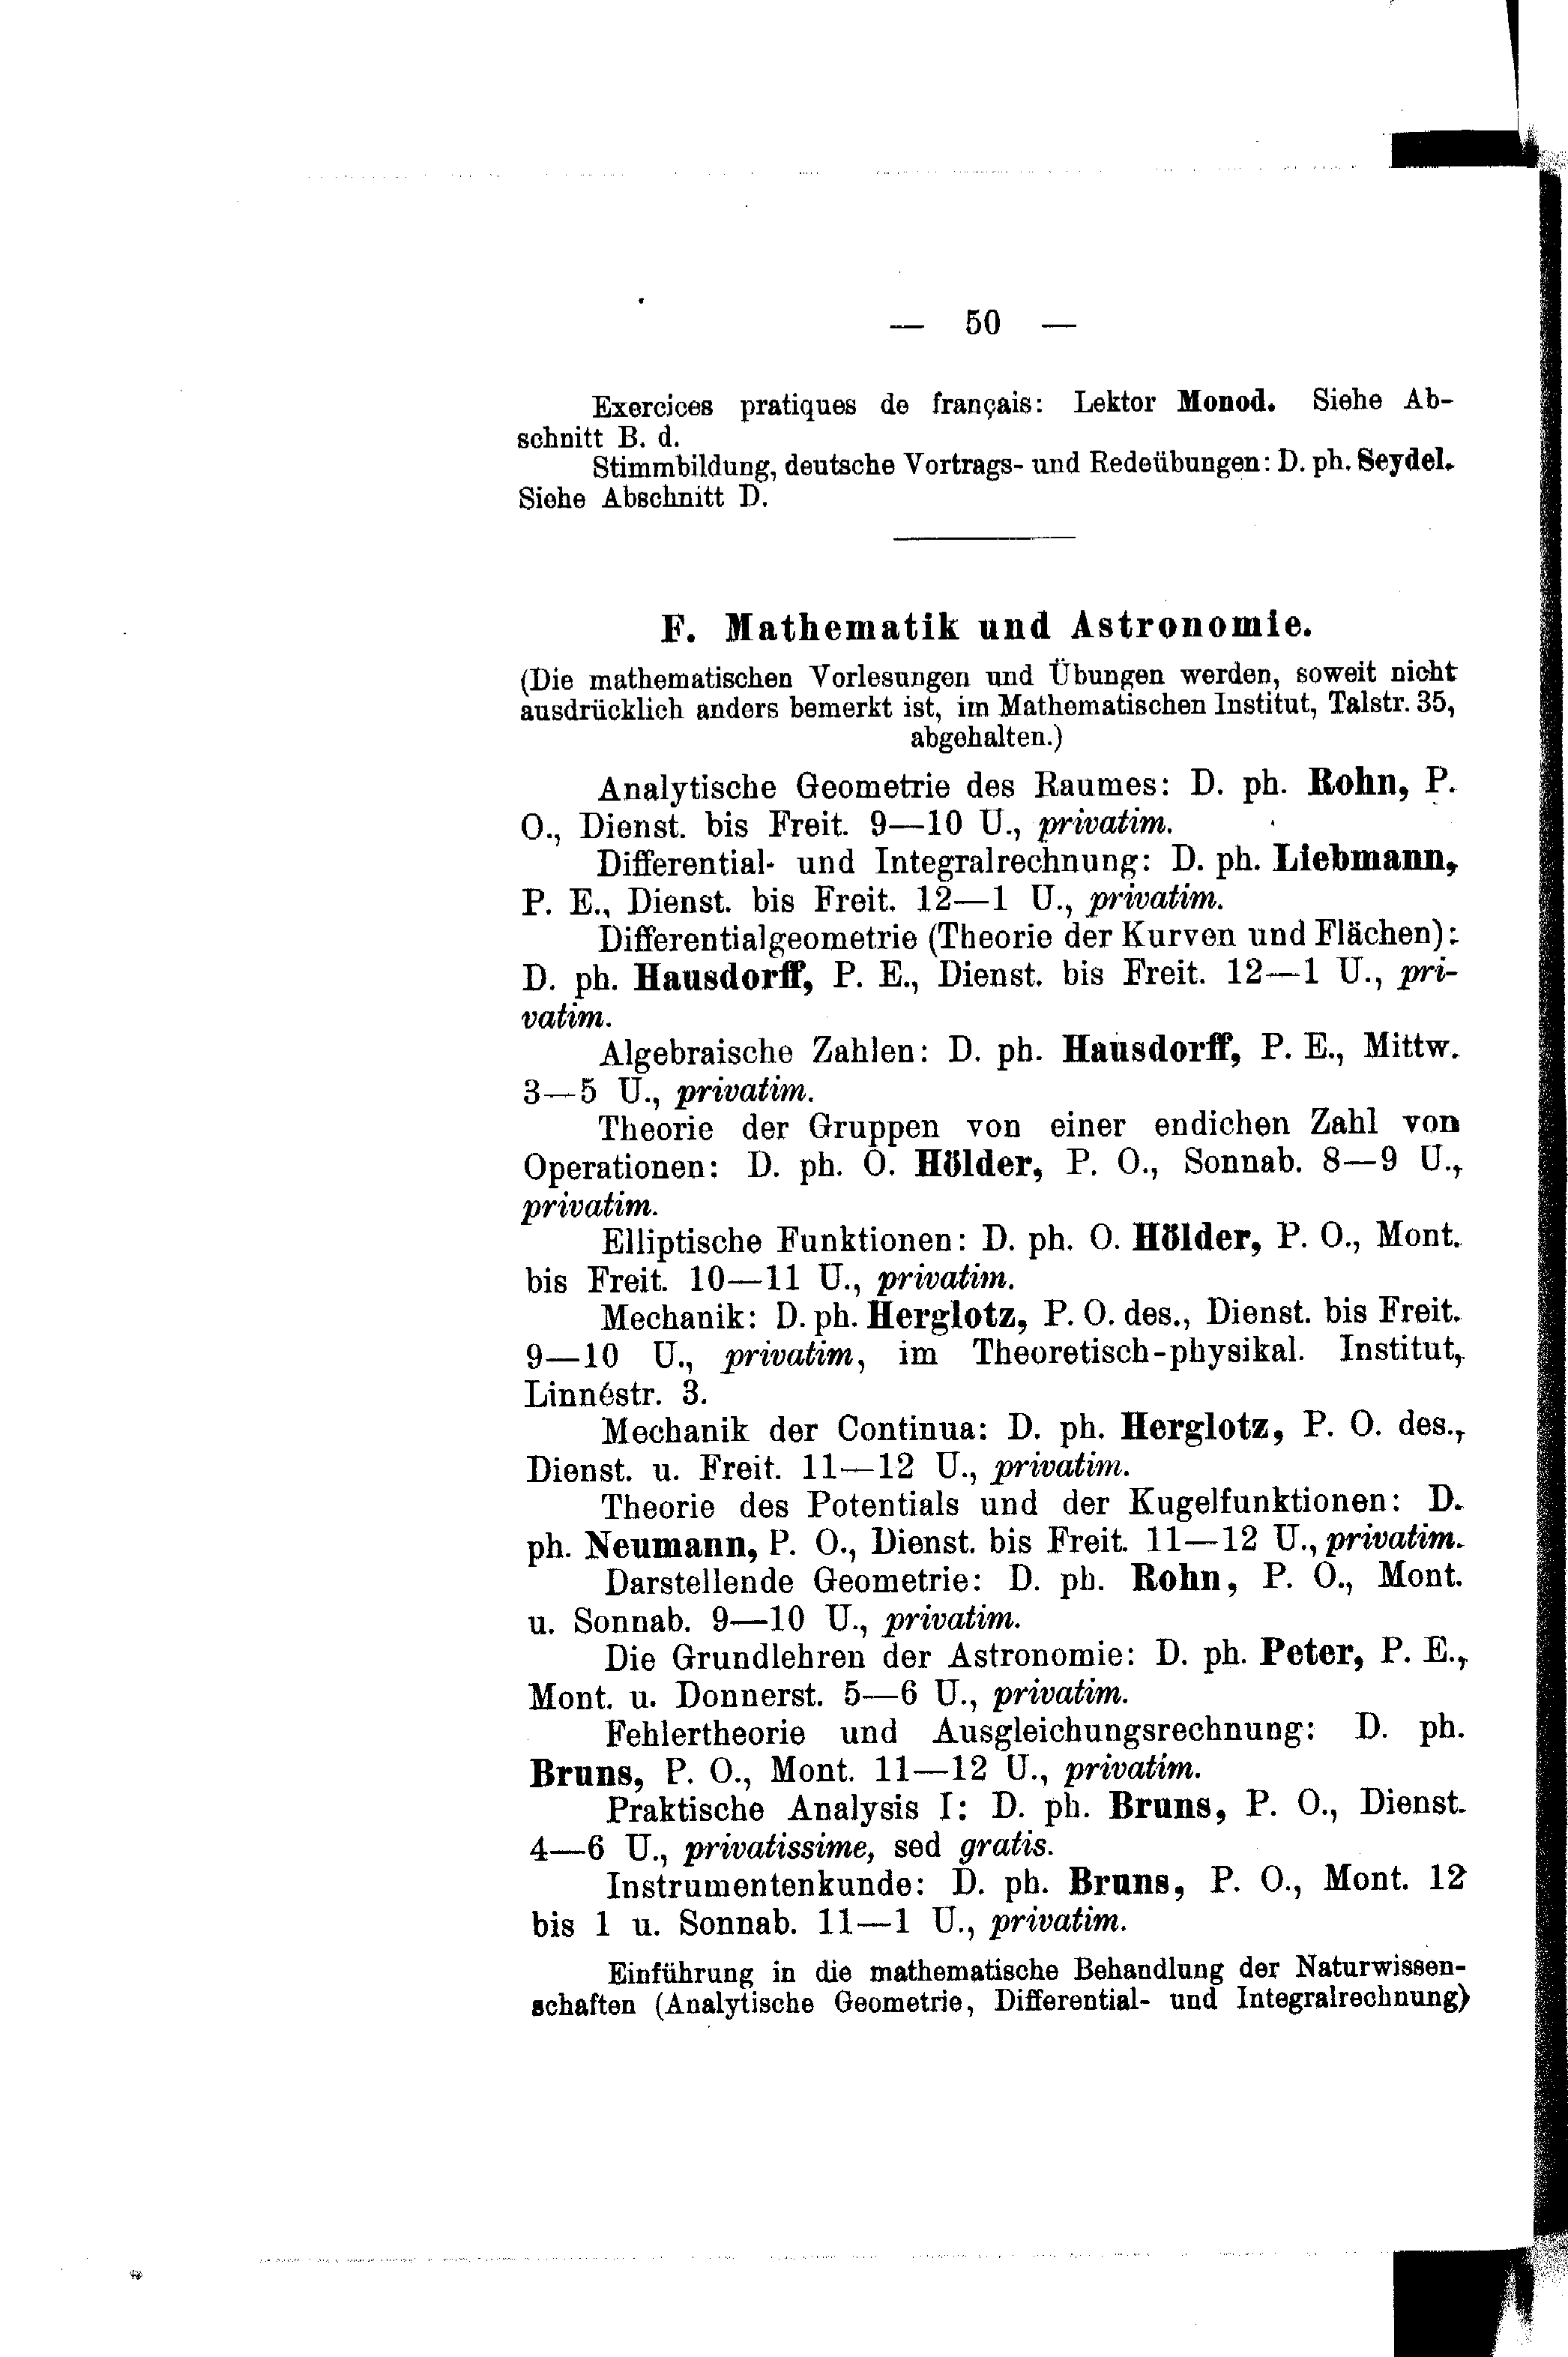 — 50 —
Exercices pratiques de français: Lektor Monod. Siehe Ab-
schnitt B. d.
Stimmbildung, deutsche Vortrags- und Redeübungen: D. ph. Seydel.
Siehe Abschnitt D.
F. Mathematik und Astronomie.
(Die mathematischen Vorlesungen und Übungen werden, soweit nicht
ausdrücklich anders bemerkt ist, im Mathematischen Institut, Talstr. 35,
abgehalten.)
Analytische Geometrie des Raumes: D. ph. Rohn, P.
O., Dienst. bis Freit. 9—10 U., privatim.
Differential- und Integralrechnung: D. ph. Liebmann,
P. E., Dienst. bis Freit. 12—1 U., privatim.
Differentialgeometrie (Theorie der Kurven und Flächen):
D. ph. Hausdorff, P. E., Dienst. bis Freit. 12—1 U., pri-
vatim.
Algebraische Zahlen: D. ph. Hausdorff, P. E., Mittw.
3—5 U., privatim.
Theorie der Gruppen von einer endichen Zahl von
Operationen: D. ph. O. Hölder, P. O., Sonnab. 8—9 U.,
privatim.
Elliptische Funktionen: D. ph. O. Hölder, P. O., Mont.
bis Freit. 10—11 U., privatim.
Mechanik: D. ph. Herglotz, P. O. des., Dienst. bis Freit.
9—10 U., privatim, im Theoretisch-physikal. Institut,
Linnéstr. 3.
Mechanik der Continua: D. ph. Herglotz, P. O. des.,
Dienst. u. Freit. 11—12 U., privatim.
Theorie des Potentials und der Kugelfunktionen: D.
ph. Neumann, P. O., Dienst. bis Freit. 11—12 U., privatim.
Darstellende Geometrie: D. ph. Rohn, P. O., Mont.
u. Sonnab. 9—10 U., privatim.
Die Grundlehren der Astronomie: D. ph. Peter, P. E.,
Mont. u. Donnerst. 5—6 U., privatim.
Fehlertheorie und Ausgleichungsrechnung: D. ph.
Bruns, P. O., Mont. 11—12 U., privatim.
Praktische Analysis I: D. ph. Bruns, P. O., Dienst.
4—6 U., privatissime, sed gratis.
Instrumentenkunde: D. ph. Bruns, P. O., Mont. 12
bis 1 u. Sonnab. 11—1 U., privatim.
Einführung in die mathematische Behandlung der Naturwissen-
schaften (Analytische Geometrie, Differential- und Integralrechnung)